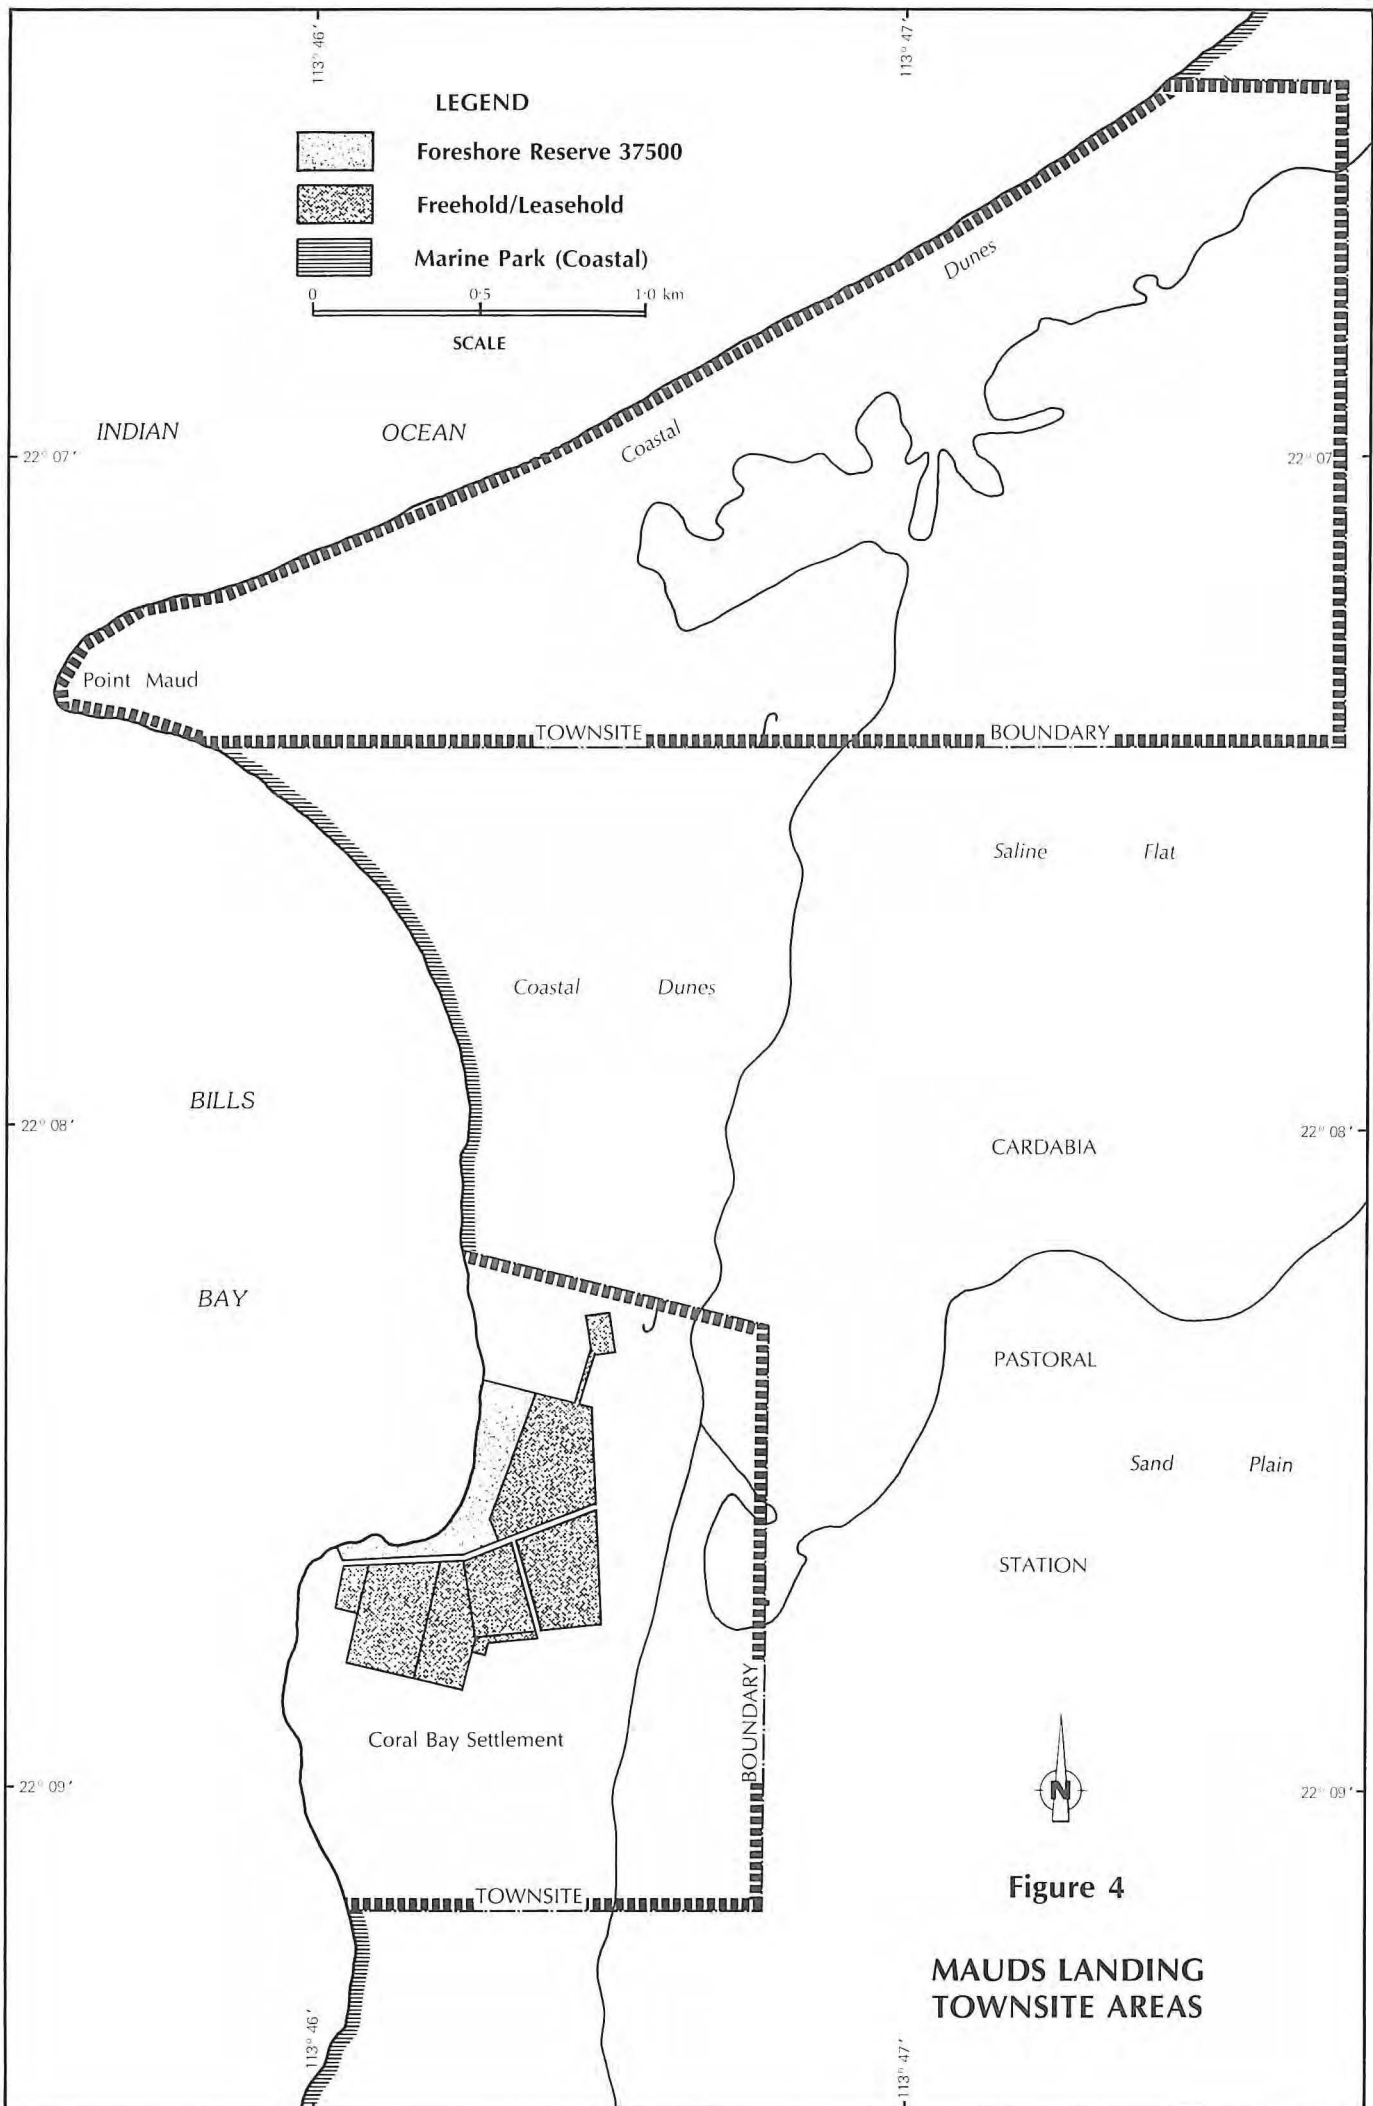 113° 46'
113° 47'
LEGEND
Foreshore Reserve 37500
Freehold/Leasehold
Marine Park (Coastal)
0 0·5 1·0 km
SCALE
Dunes
Coastal
INDIAN OCEAN
22° 07'
22° 07
Point Maud
TOWNSITE BOUNDARY
Saline Flat
Coastal Dunes
BILLS
22° 08'
22° 08'
CARDABIA
BAY
PASTORAL
Sand Plain
STATION
BOUNDARY
Coral Bay Settlement
22° 09'
N
22° 09'
TOWNSITE
Figure 4
MAUDS LANDING
TOWNSITE AREAS
113° 46'
113° 47'